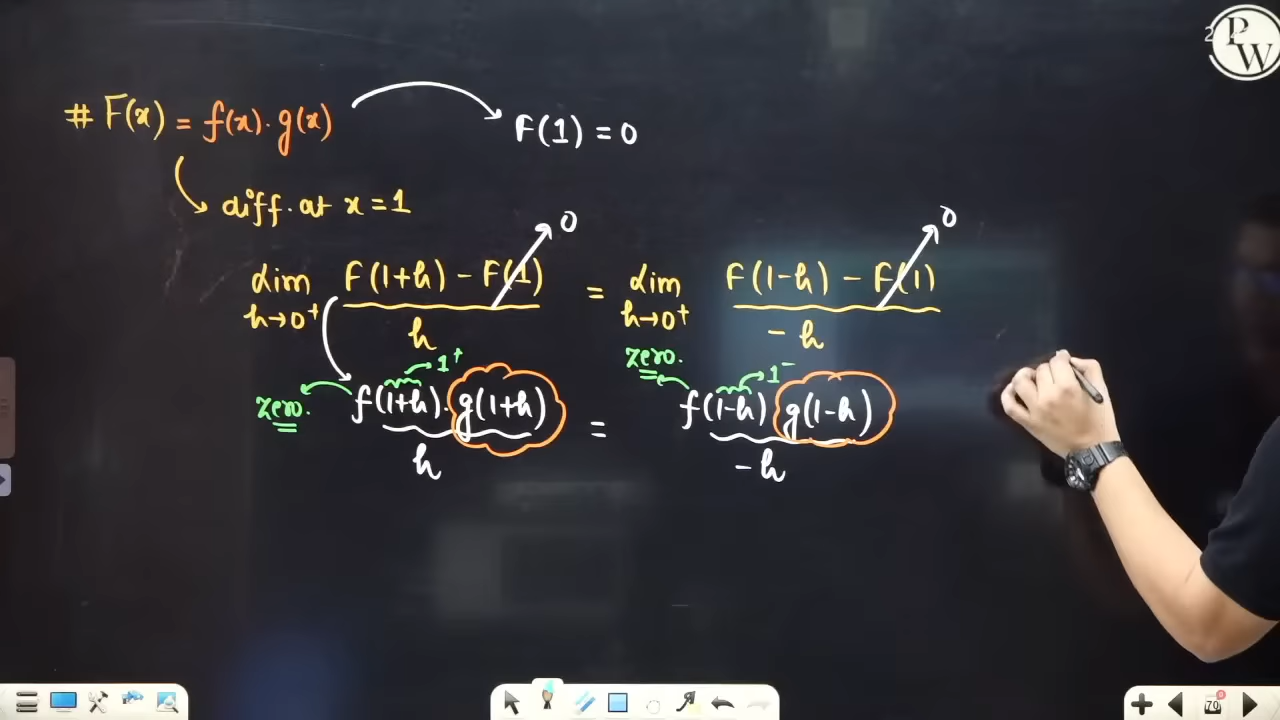 # F(x) = f(x). g(x)
F(1) = 0
diff. at x = 1
0
0
lim h→0⁺ F(1+h) - F(1) / h = lim h→0⁺ F(1-h) - F(1) / -h
zero. 1⁺ zero. 1⁻
f(1+h). g(1+h) / h = f(1-h) g(1-h) / -h
PW
70